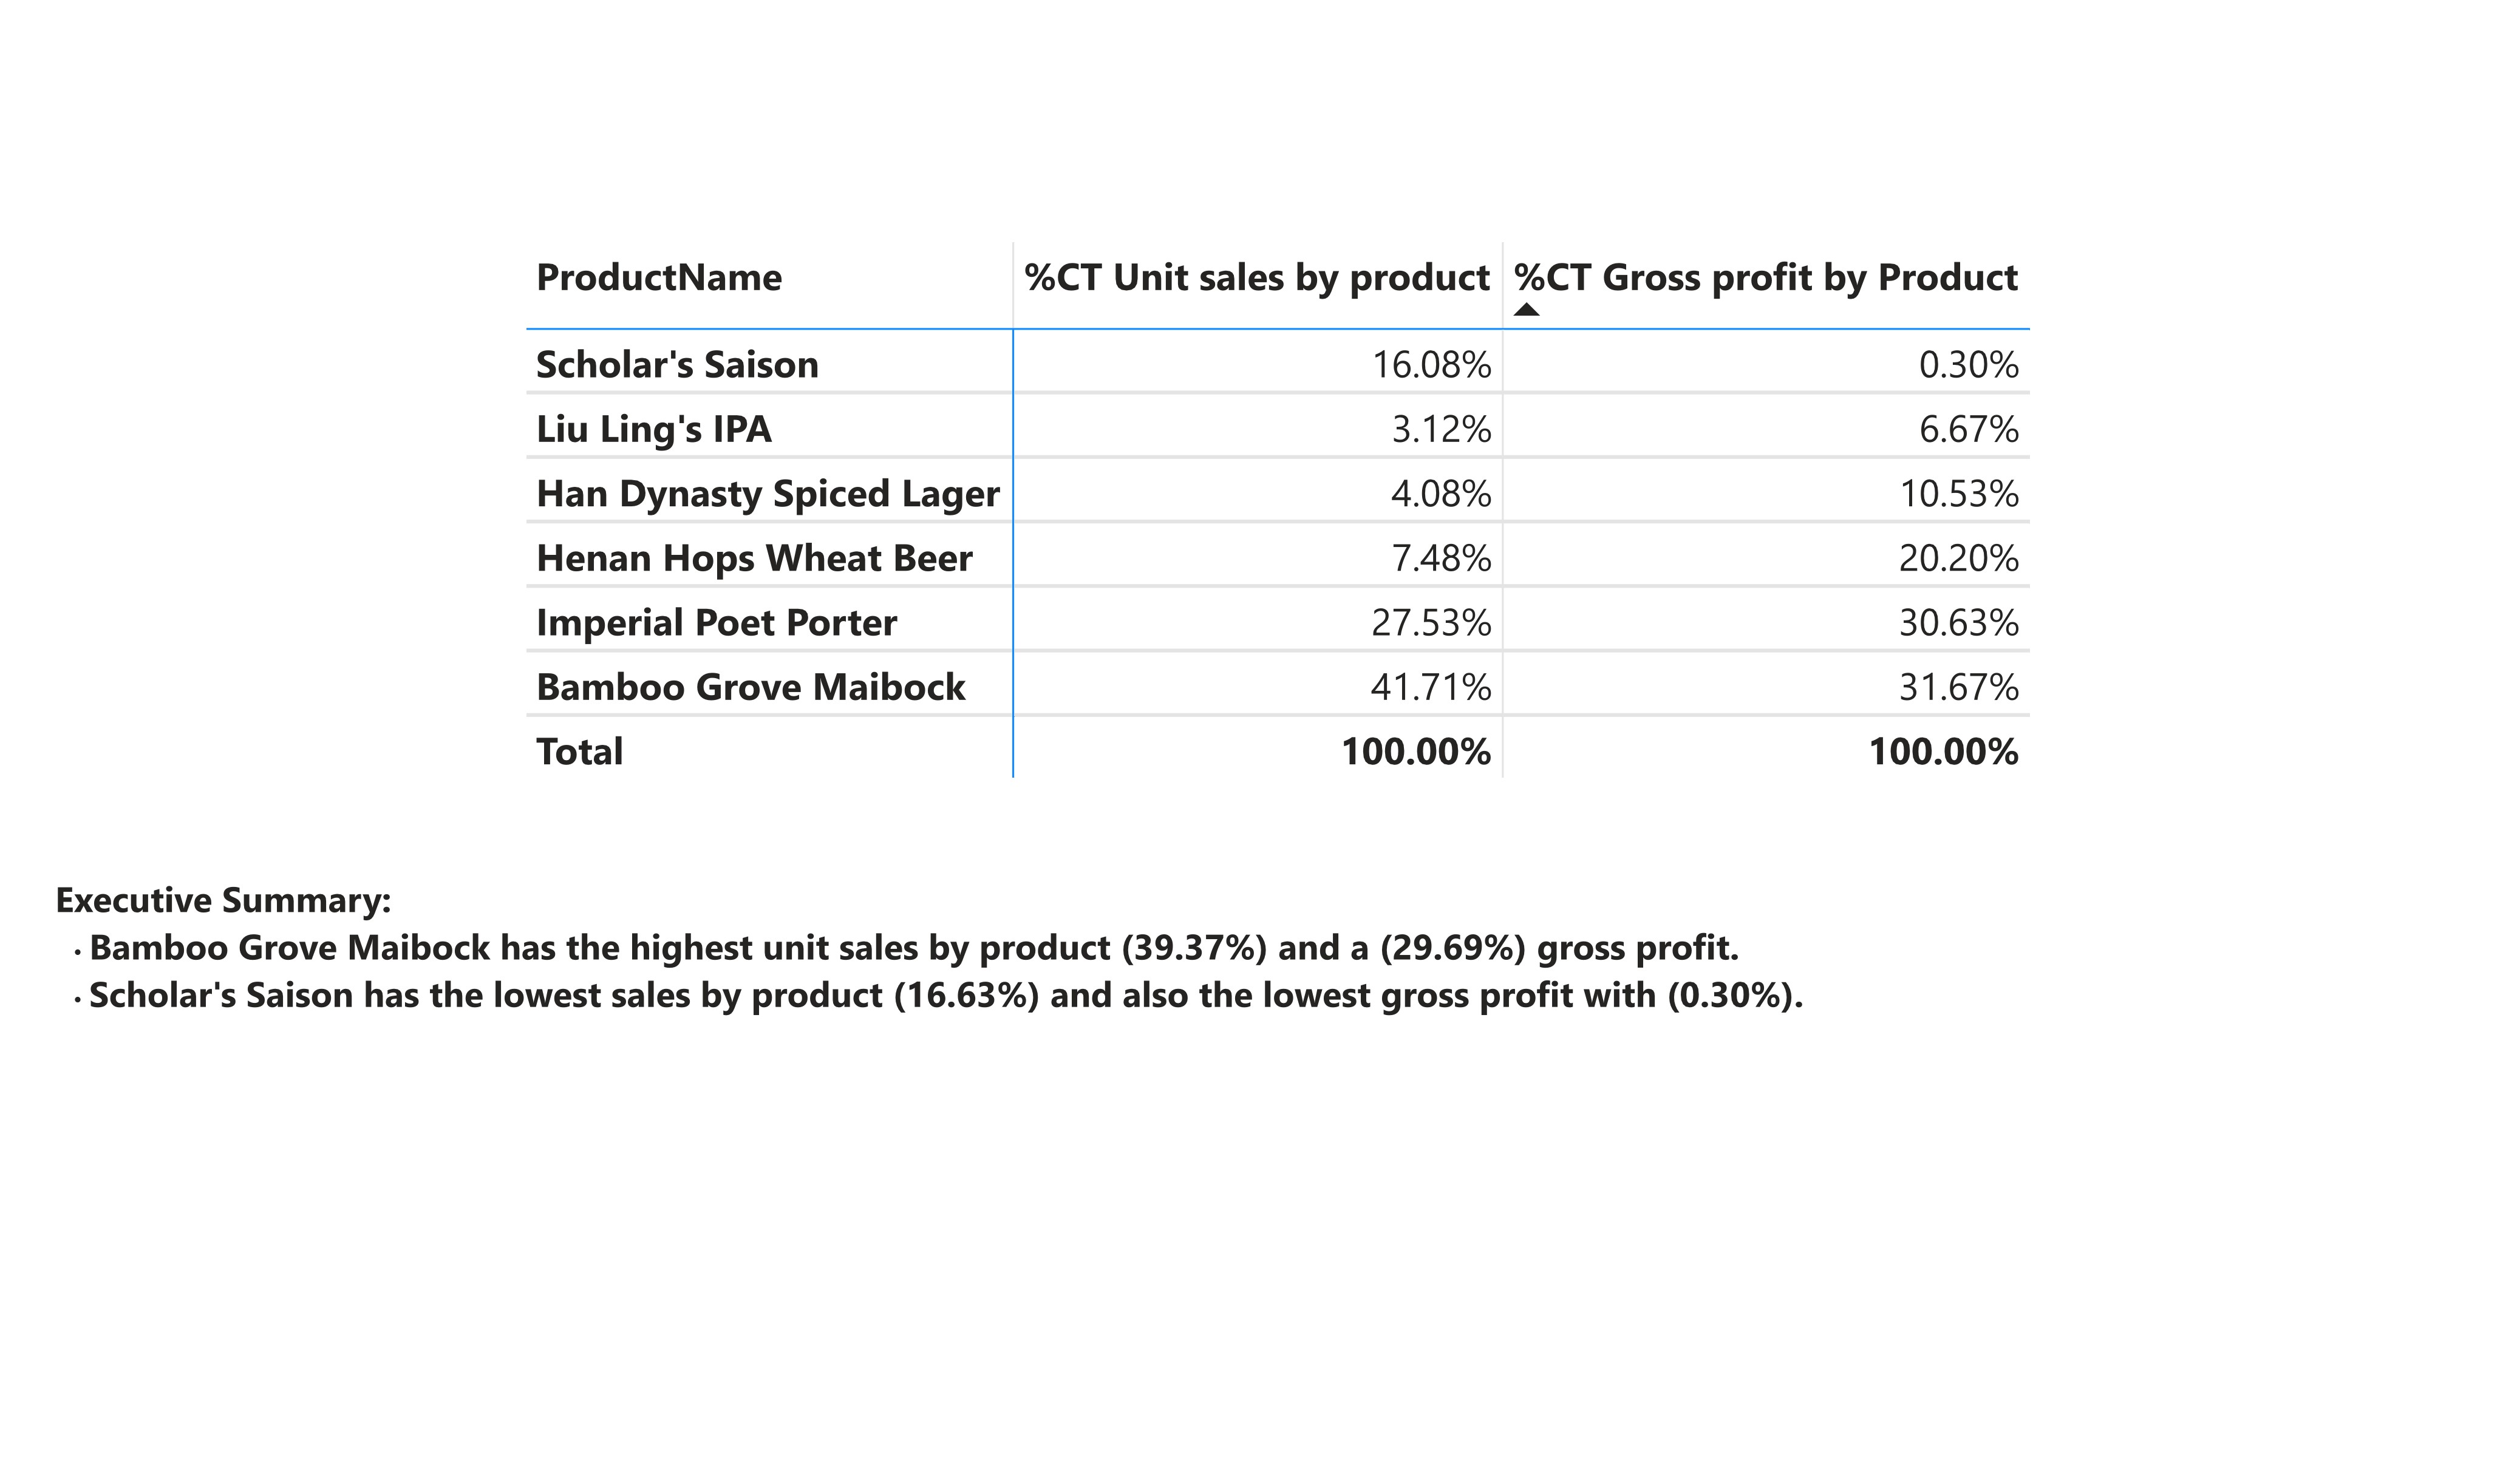 ProductName %CT Unit sales by product %CT Gross profit by Product
Scholar's Saison 16.08% 0.30%
Liu Ling's IPA 3.12% 6.67%
Han Dynasty Spiced Lager 4.08% 10.53%
Henan Hops Wheat Beer 7.48% 20.20%
Imperial Poet Porter 27.53% 30.63%
Bamboo Grove Maibock 41.71% 31.67%
Total 100.00% 100.00%
Executive Summary:
• Bamboo Grove Maibock has the highest unit sales by product (39.37%) and a (29.69%) gross profit.
• Scholar's Saison has the lowest sales by product (16.63%) and also the lowest gross profit with (0.30%).